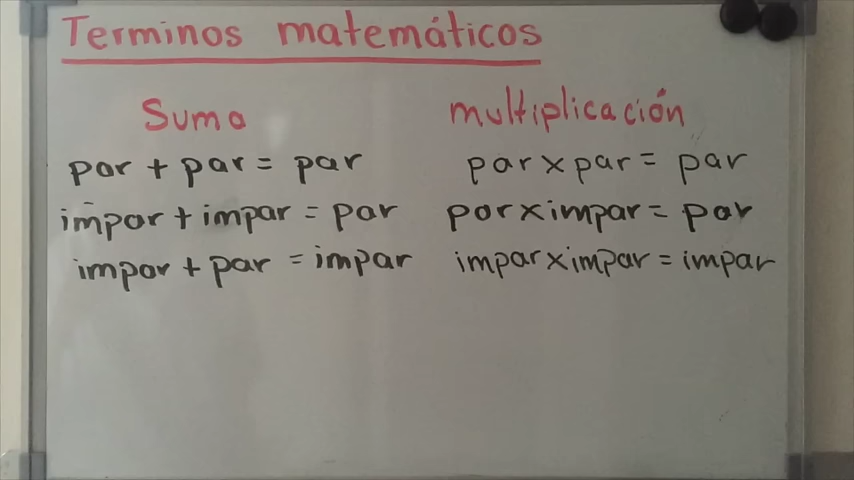 Terminos matemáticos
Suma
par + par = par
impar + impar = par
impar + par = impar
multiplicación
par x par = par
par x impar = par
impar x impar = impar